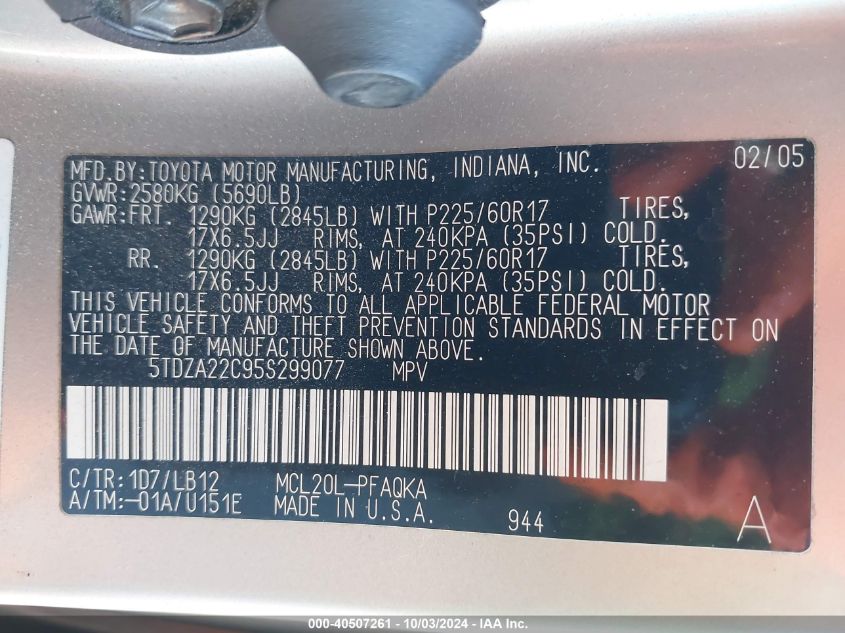 MFD.BY:TOYOTA MOTOR MANUFACTURING, INDIANA, INC. 02/05
GVWR:2580KG (5690LB)
GAWR:FRT. 1290KG (2845LB) WITH P225/60R17 TIRES,
17X6.5JJ RIMS, AT 240KPA (35PSI) COLD.
RR. 1290KG (2845LB) WITH P225/60R17 TIRES,
17X6.5JJ RIMS, AT 240KPA (35PSI) COLD.
THIS VEHICLE CONFORMS TO ALL APPLICABLE FEDERAL MOTOR
VEHICLE SAFETY AND THEFT PREVENTION STANDARDS IN EFFECT ON
THE DATE OF MANUFACTURE SHOWN ABOVE.
5TDZA22C95S299077 MPV
C/TR:1D7/LB12 MCL20L-PFAQKA
A/TM:-01A/U151E MADE IN U.S.A. 944 A
000-40507261 - 10/03/2024 - © IAA Inc.